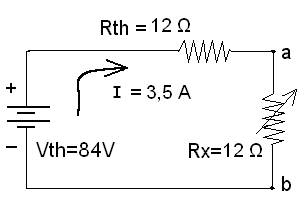 Rth = 12 Ω
a
+
I = 3,5 A
–
Vth=84V
Rx=12 Ω
b